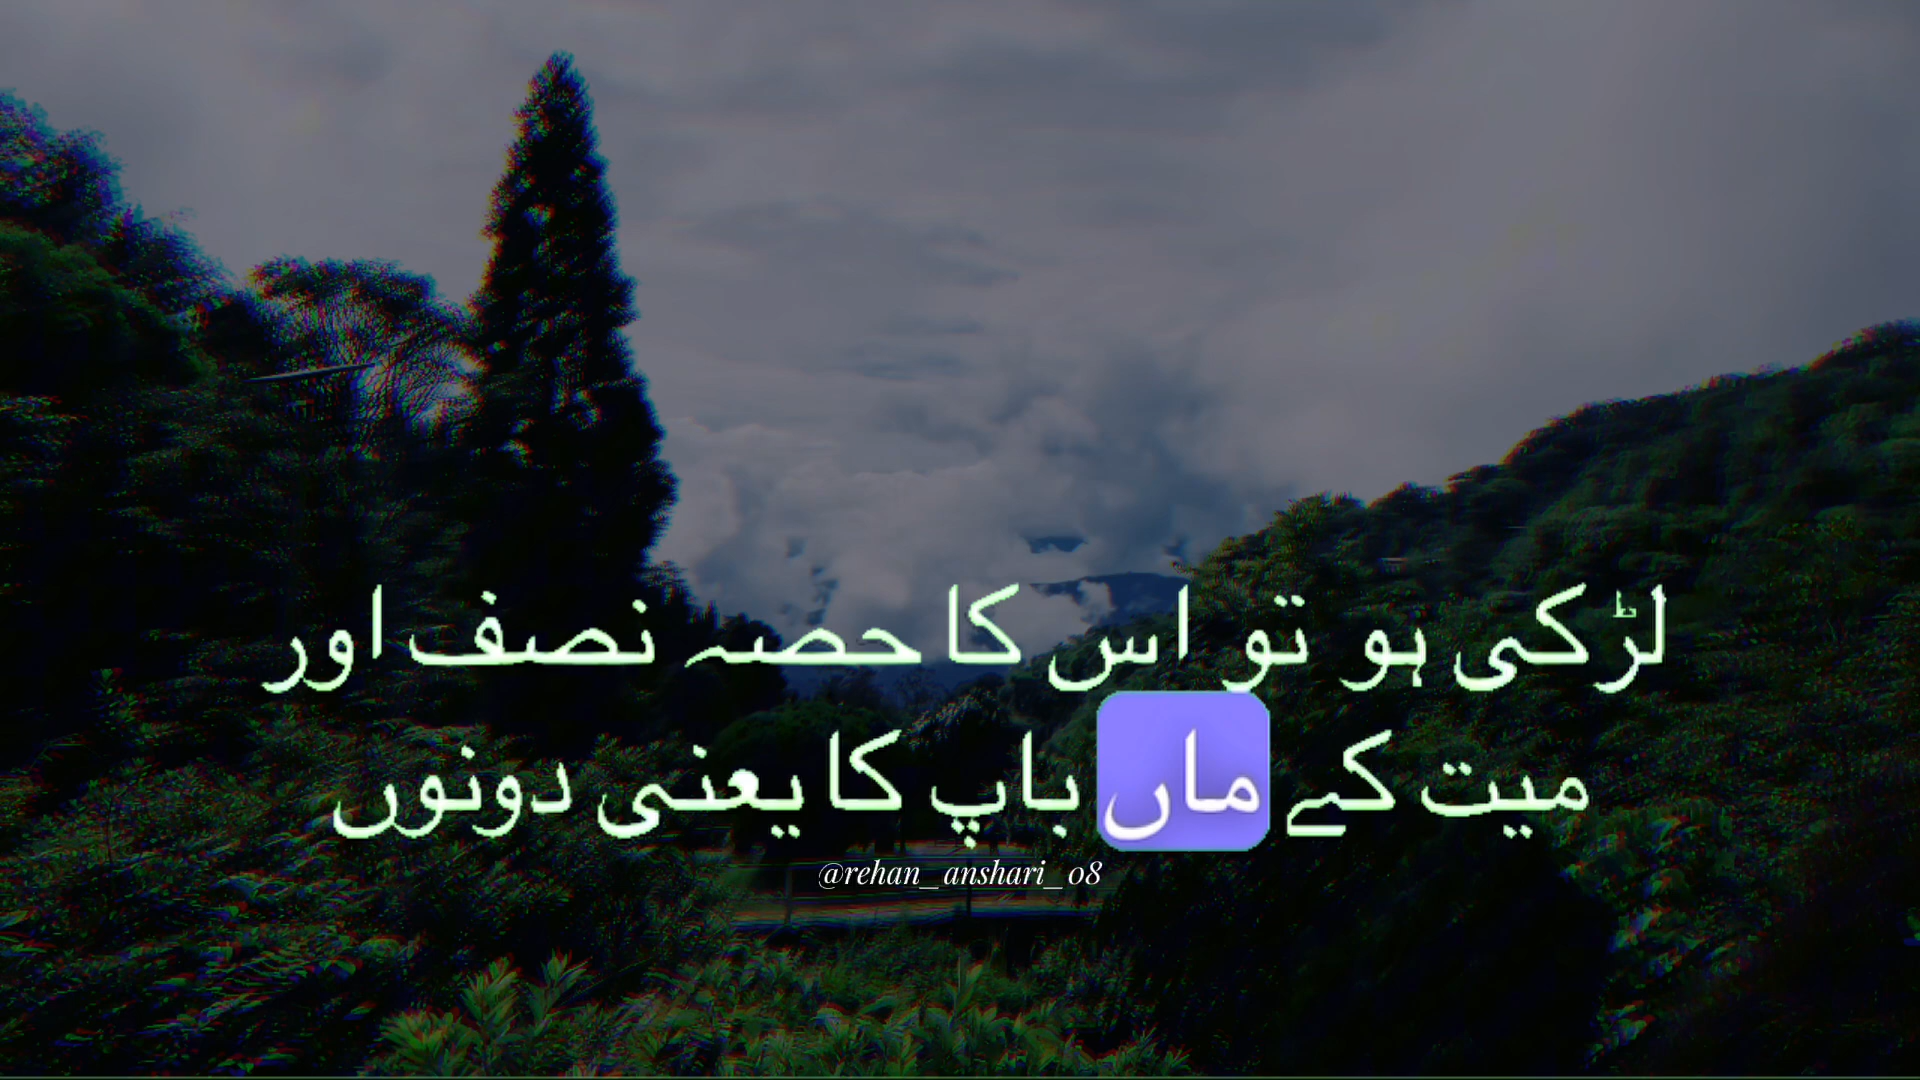 لڑکی ہو تو اس کا حصہ نصف اور
میت کے ماں باپ کا یعنی دونوں
@rehan_anshari_08